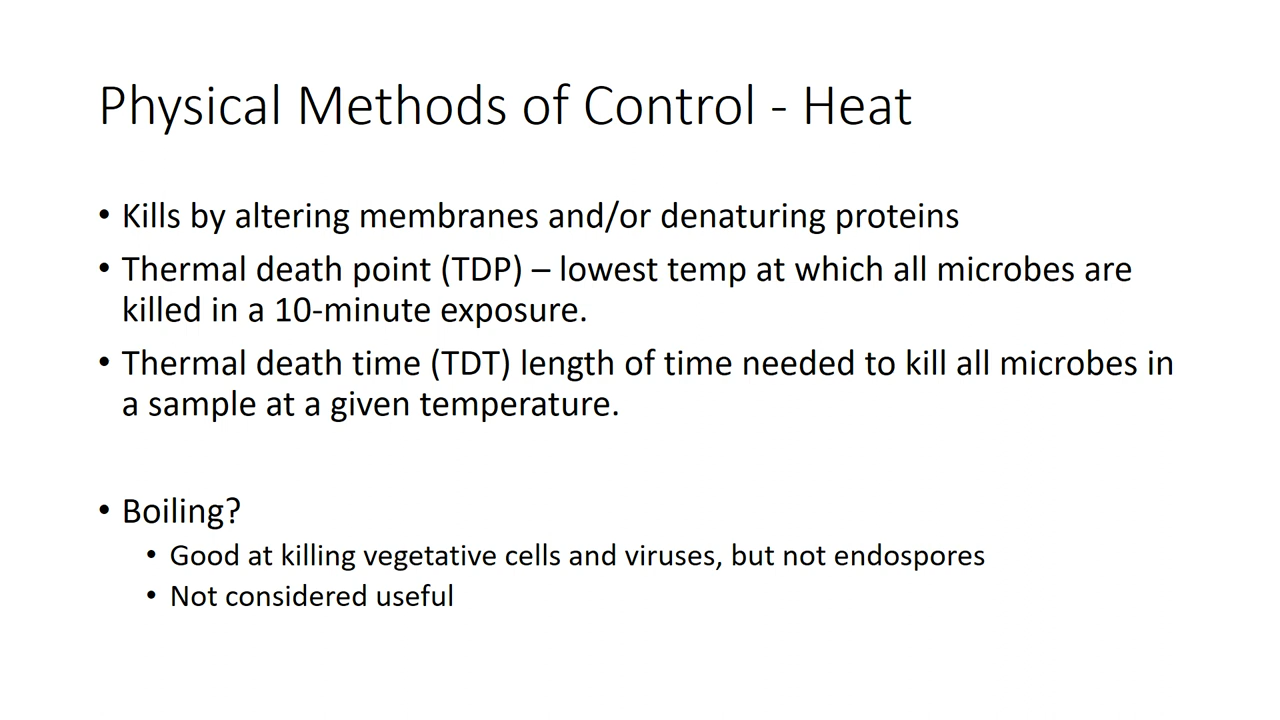 Physical Methods of Control - Heat
• Kills by altering membranes and/or denaturing proteins
• Thermal death point (TDP) – lowest temp at which all microbes are
killed in a 10-minute exposure.
• Thermal death time (TDT) length of time needed to kill all microbes in
a sample at a given temperature.
• Boiling?
• Good at killing vegetative cells and viruses, but not endospores
• Not considered useful